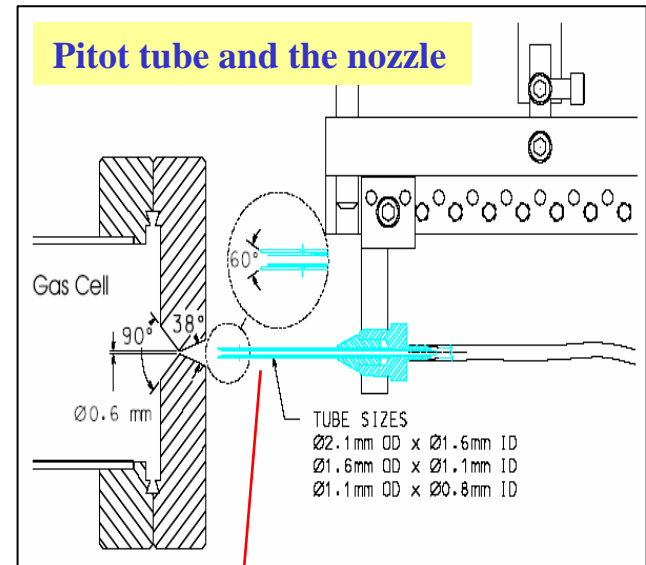 Pitot tube and the nozzle
60°
Gas Cell
90°
38°
Ø0.6 mm
TUBE SIZES
Ø2.1mm OD x Ø1.6mm ID
Ø1.6mm OD x Ø1.1mm ID
Ø1.1mm OD x Ø0.8mm ID